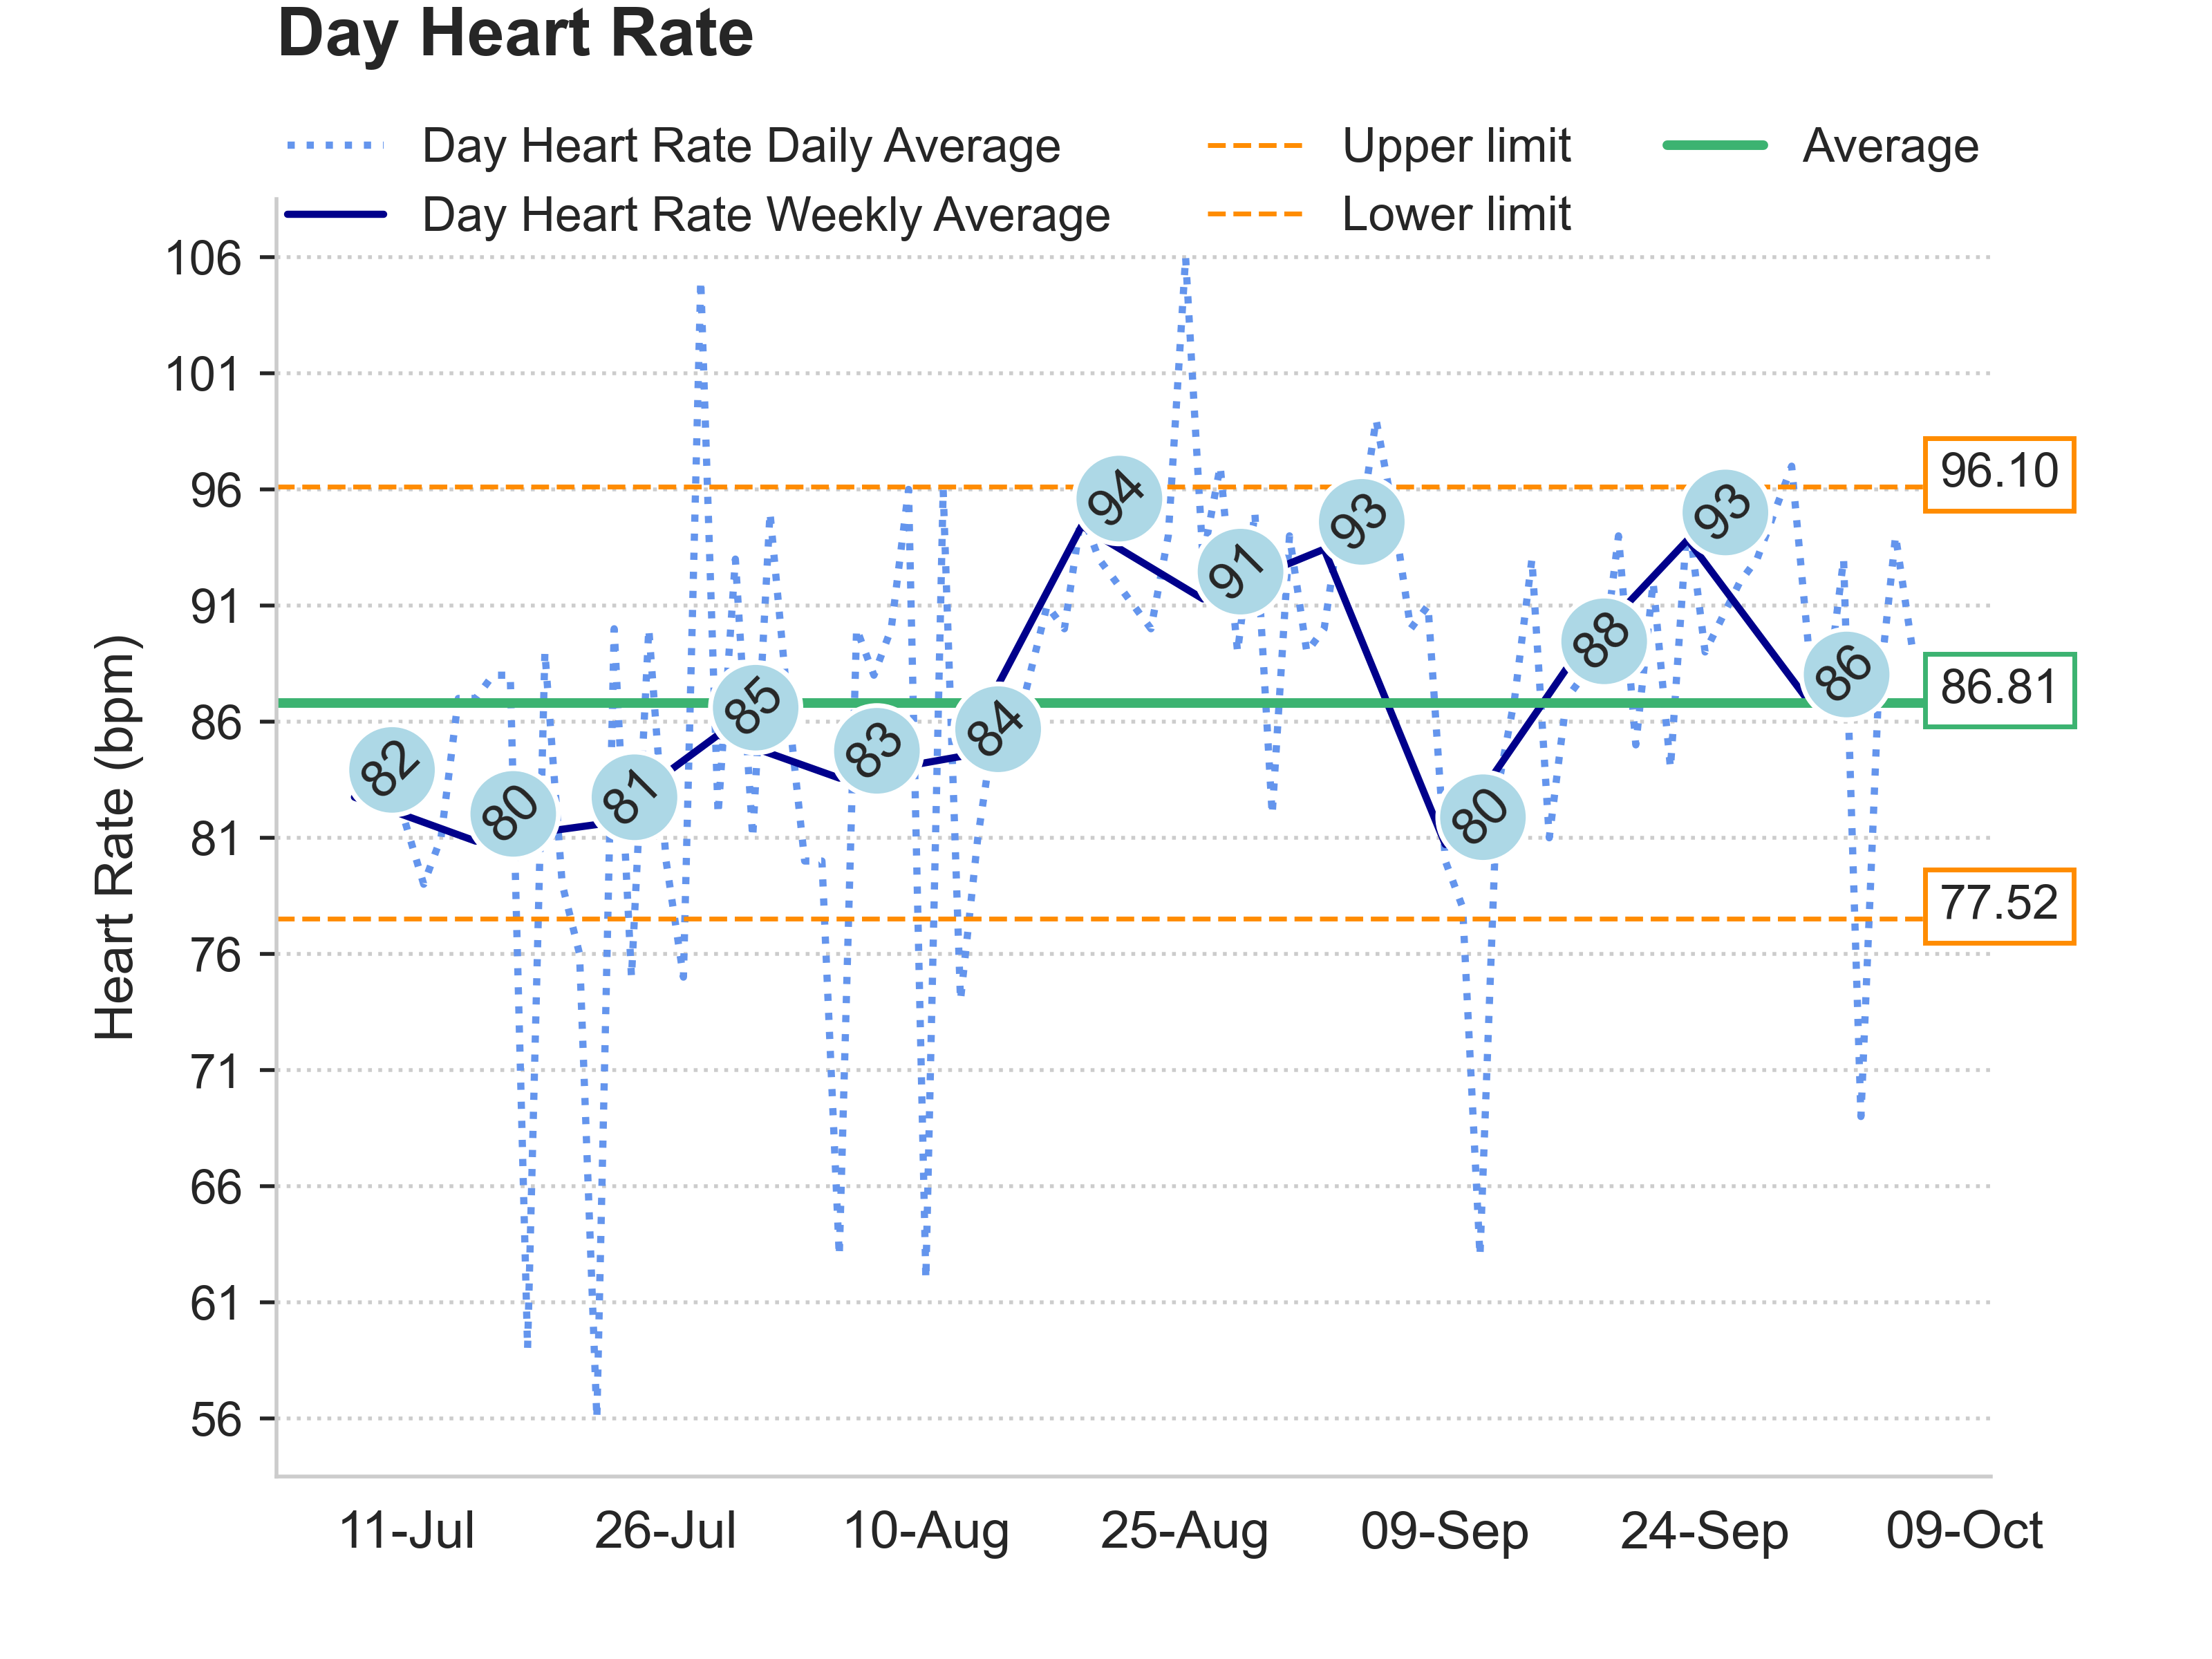 Day Heart Rate
Day Heart Rate Daily Average
Day Heart Rate Weekly Average
Upper limit
Lower limit
Average
Heart Rate (bpm)
106
101
96
91
86
81
76
71
66
61
56
82
80
81
85
83
84
94
91
93
80
88
93
86
96.10
86.81
77.52
11-Jul
26-Jul
10-Aug
25-Aug
09-Sep
24-Sep
09-Oct